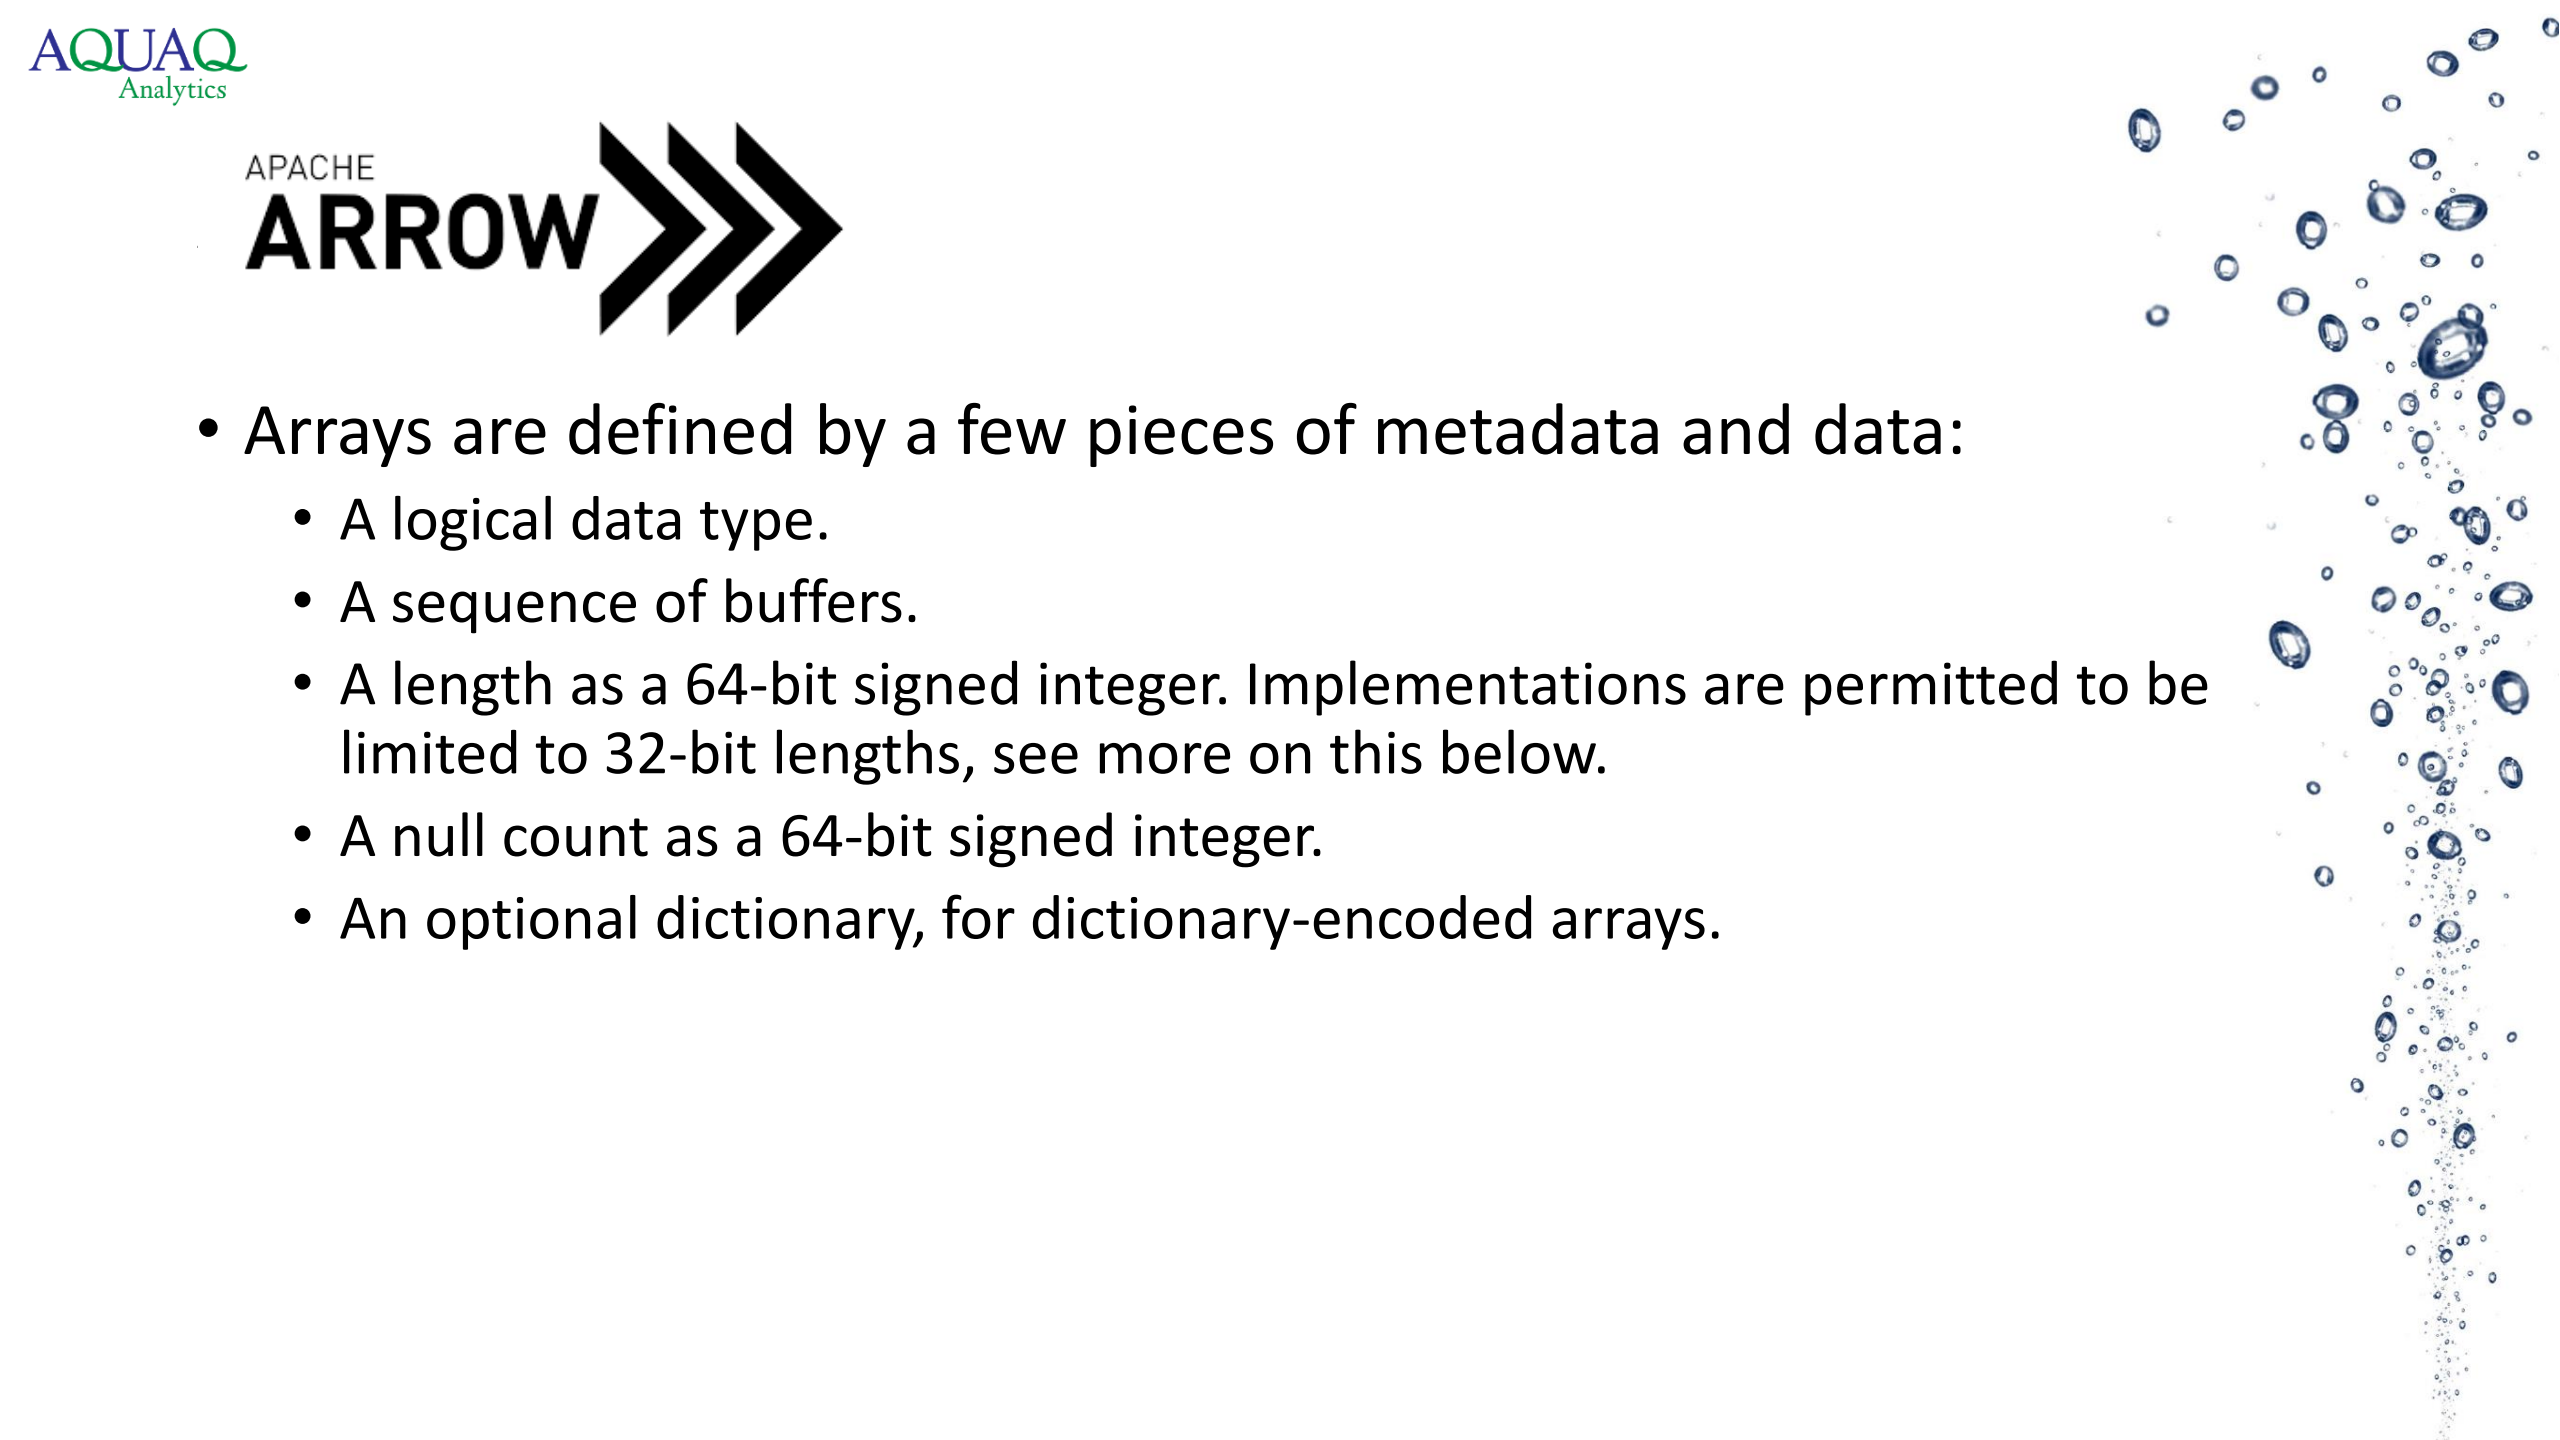 AQUAQ
Analytics
APACHE
ARROW
• Arrays are defined by a few pieces of metadata and data:
• A logical data type.
• A sequence of buffers.
• A length as a 64-bit signed integer. Implementations are permitted to be
limited to 32-bit lengths, see more on this below.
• A null count as a 64-bit signed integer.
• An optional dictionary, for dictionary-encoded arrays.